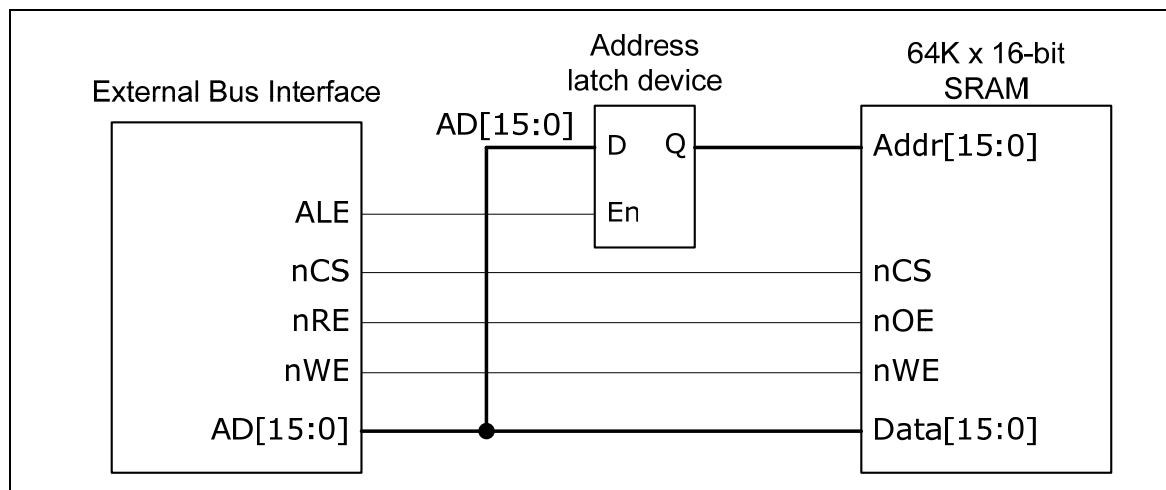 External Bus Interface
ALE
nCS
nRE
nWE
AD[15:0]
AD[15:0]
Address
latch device
D Q
En
64K x 16-bit
SRAM
Addr[15:0]
nCS
nOE
nWE
Data[15:0]